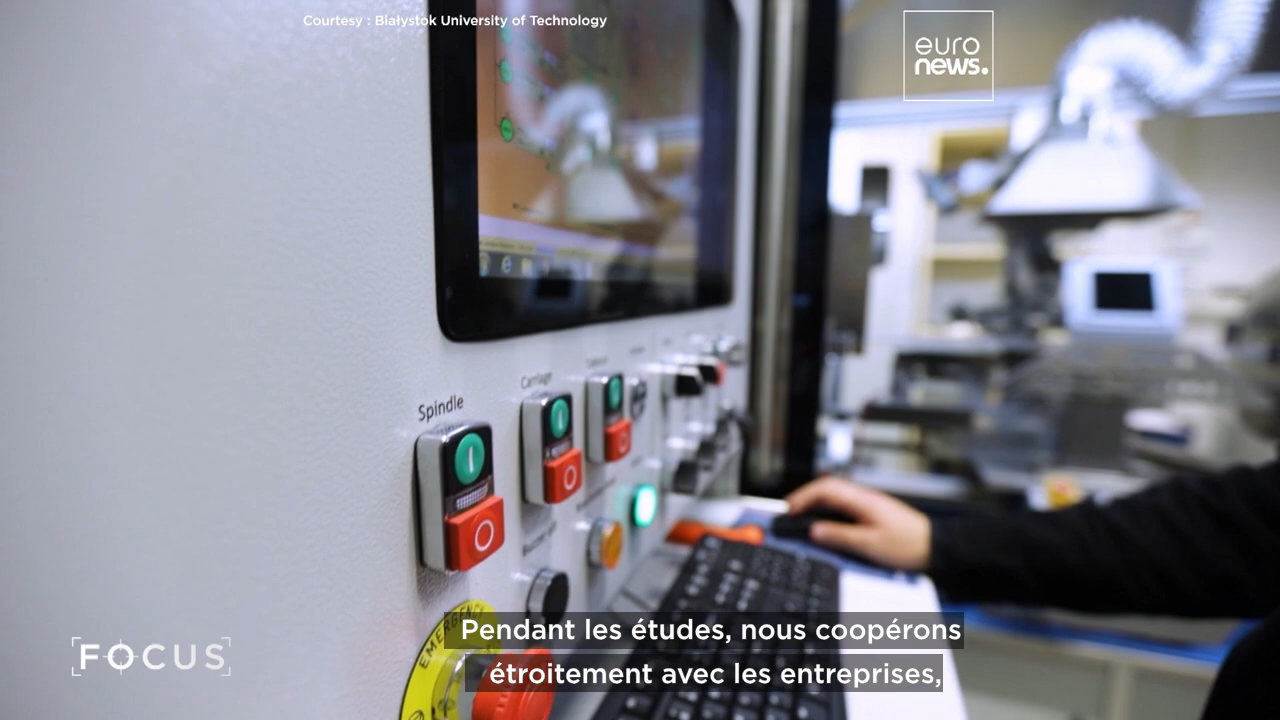 Courtesy : Białystok University of Technology
euro
news.
Spindle
Carriage
EMERGENCY
FOCUS
Pendant les études, nous coopérons
étroitement avec les entreprises,